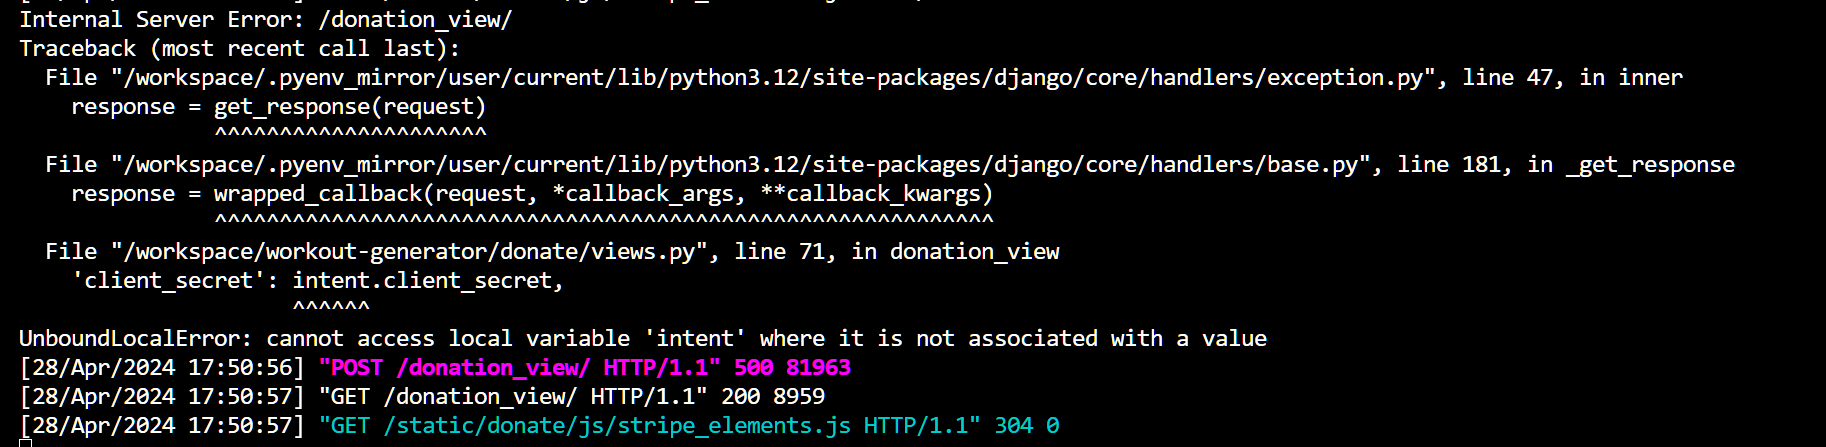 Internal Server Error: /donation_view/
Traceback (most recent call last):
  File "/workspace/.pyenv_mirror/user/current/lib/python3.12/site-packages/django/core/handlers/exception.py", line 47, in inner
    response = get_response(request)
               ^^^^^^^^^^^^^^^^^^^^^
  File "/workspace/.pyenv_mirror/user/current/lib/python3.12/site-packages/django/core/handlers/base.py", line 181, in _get_response
    response = wrapped_callback(request, *callback_args, **callback_kwargs)
               ^^^^^^^^^^^^^^^^^^^^^^^^^^^^^^^^^^^^^^^^^^^^^^^^^^^^^^^^^^^^
  File "/workspace/workout-generator/donate/views.py", line 71, in donation_view
    'client_secret': intent.client_secret,
                     ^^^^^^
UnboundLocalError: cannot access local variable 'intent' where it is not associated with a value
[28/Apr/2024 17:50:56] "POST /donation_view/ HTTP/1.1" 500 81963
[28/Apr/2024 17:50:57] "GET /donation_view/ HTTP/1.1" 200 8959
[28/Apr/2024 17:50:57] "GET /static/donate/js/stripe_elements.js HTTP/1.1" 304 0